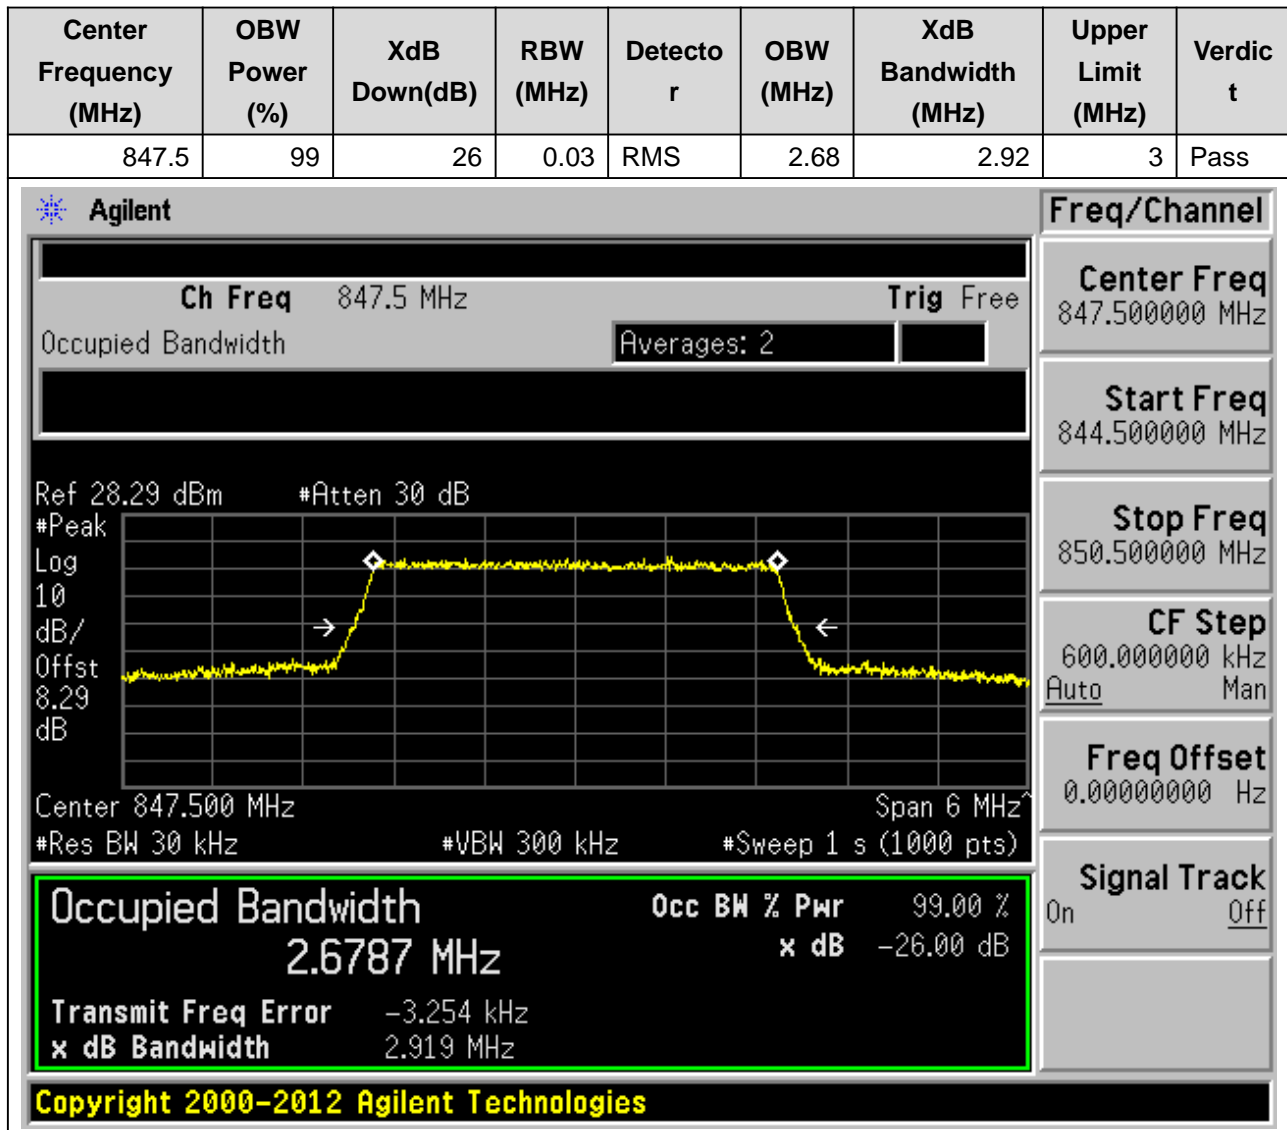 Center Frequency (MHz) OBW Power (%) XdB Down(dB) RBW (MHz) Detecto r OBW (MHz) XdB Bandwidth (MHz) Upper Limit (MHz) Verdic t
847.5 99 26 0.03 RMS 2.68 2.92 3 Pass
Agilent
Ch Freq 847.5 MHz Trig Free
Occupied Bandwidth Averages: 2
Ref 28.29 dBm #Atten 30 dB
#Peak
Log
10
dB/
Offst
8.29
dB
Center 847.500 MHz Span 6 MHz^
#Res BW 30 kHz #VBW 300 kHz #Sweep 1 s (1000 pts)
Occupied Bandwidth Occ BW % Pwr 99.00 %
2.6787 MHz x dB -26.00 dB
Transmit Freq Error -3.254 kHz
x dB Bandwidth 2.919 MHz
Copyright 2000-2012 Agilent Technologies
Freq/Channel
Center Freq
847.500000 MHz
Start Freq
844.500000 MHz
Stop Freq
850.500000 MHz
CF Step
600.000000 kHz
Auto Man
Freq Offset
0.00000000 Hz
Signal Track
On Off